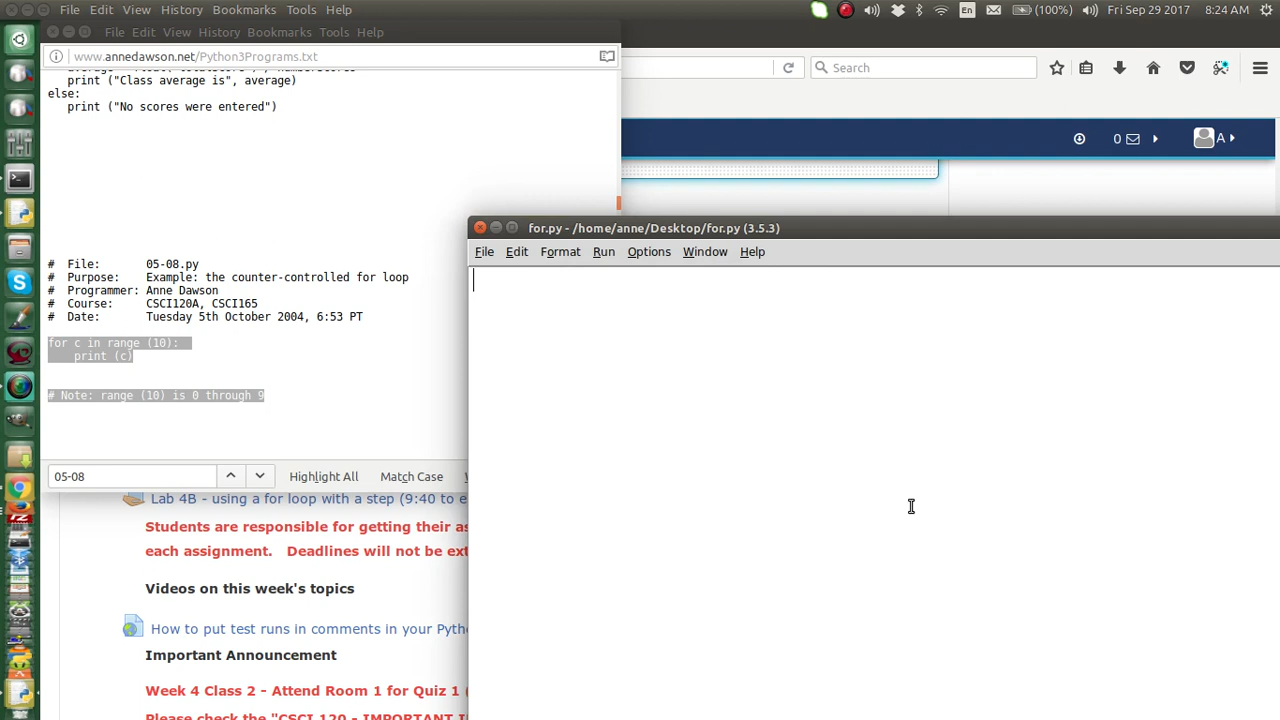 File Edit View History Bookmarks Tools Help
En (100%) Fri Sep 29 2017 8:24 AM
File Edit View History Bookmarks Tools Help
www.annedawson.net/Python3Programs.txt
Search
print ("Class average is", average)
else:
print ("No scores were entered")
0 A
for.py - /home/anne/Desktop/for.py (3.5.3)
File Edit Format Run Options Window Help
# File: 05-08.py
# Purpose: Example: the counter-controlled for loop
# Programmer: Anne Dawson
# Course: CSCI120A, CSCI165
# Date: Tuesday 5th October 2004, 6:53 PT
for c in range (10):
print (c)
# Note: range (10) is 0 through 9
05-08 Highlight All Match Case
Lab 4B - using a for loop with a step (9:40 to
Students are responsible for getting their
each assignment. Deadlines will not be
Videos on this week's topics
How to put test runs in comments in your
Important Announcement
Week 4 Class 2 - Attend Room 1 for Quiz 1 (
Please check the "CSCI 120 - IMPORTANT